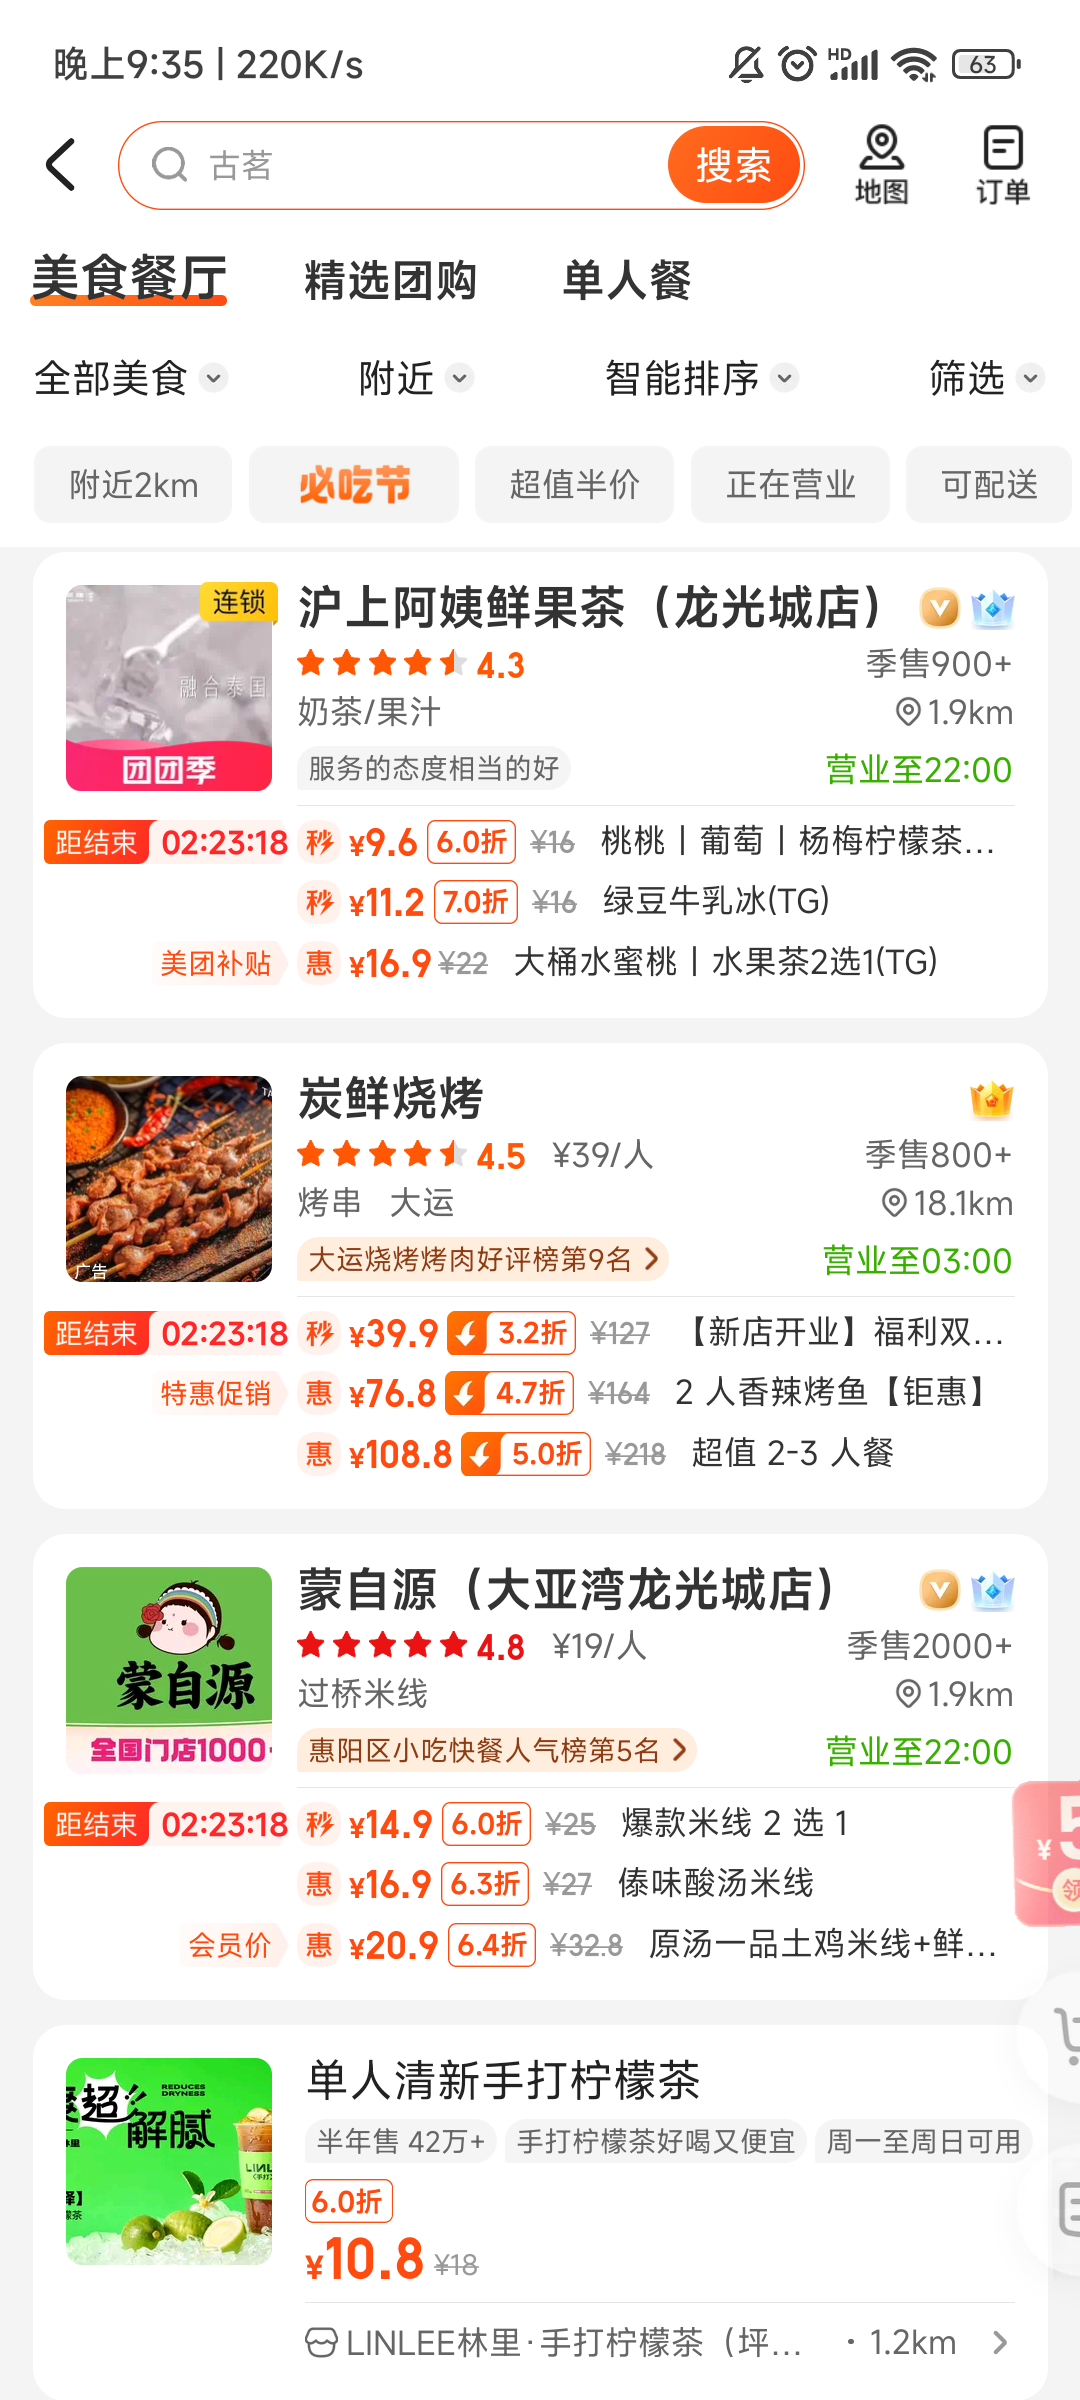 晚上9:35 | 220K/s
HD
63
古茗
搜索
地图
订单
美食餐厅 精选团购 单人餐
全部美食 附近 智能排序 筛选
附近2km 必吃节 超值半价 正在营业 可配送
连锁
融合泰国
团团季
沪上阿姨鲜果茶（龙光城店）
4.3 季售900+
奶茶/果汁 1.9km
服务的态度相当的好 营业至22:00
距结束 02:23:18 秒 ¥9.6 6.0折 ¥16 桃桃丨葡萄丨杨梅柠檬茶...
秒 ¥11.2 7.0折 ¥16 绿豆牛乳冰(TG)
美团补贴 惠 ¥16.9 ¥22 大桶水蜜桃丨水果茶2选1(TG)
广告
炭鲜烧烤
4.5 ¥39/人 季售800+
烤串 大运 18.1km
大运烧烤烤肉好评榜第9名 营业至03:00
距结束 02:23:18 秒 ¥39.9 3.2折 ¥127 【新店开业】福利双...
特惠促销 惠 ¥76.8 4.7折 ¥164 2 人香辣烤鱼【钜惠】
惠 ¥108.8 5.0折 ¥218 超值 2-3 人餐
蒙自源
全国门店1000+
蒙自源（大亚湾龙光城店）
4.8 ¥19/人 季售2000+
过桥米线 1.9km
惠阳区小吃快餐人气榜第5名 营业至22:00
距结束 02:23:18 秒 ¥14.9 6.0折 ¥25 爆款米线 2 选 1
惠 ¥16.9 6.3折 ¥27 傣味酸汤米线
会员价 惠 ¥20.9 6.4折 ¥32.8 原汤一品土鸡米线+鲜...
¥5
领
超
解腻
REDUCES
DRYNESS
单人清新手打柠檬茶
半年售 42万+ 手打柠檬茶好喝又便宜 周一至周日可用
6.0折
¥10.8 ¥18
LINLEE林里·手打柠檬茶（坪... · 1.2km